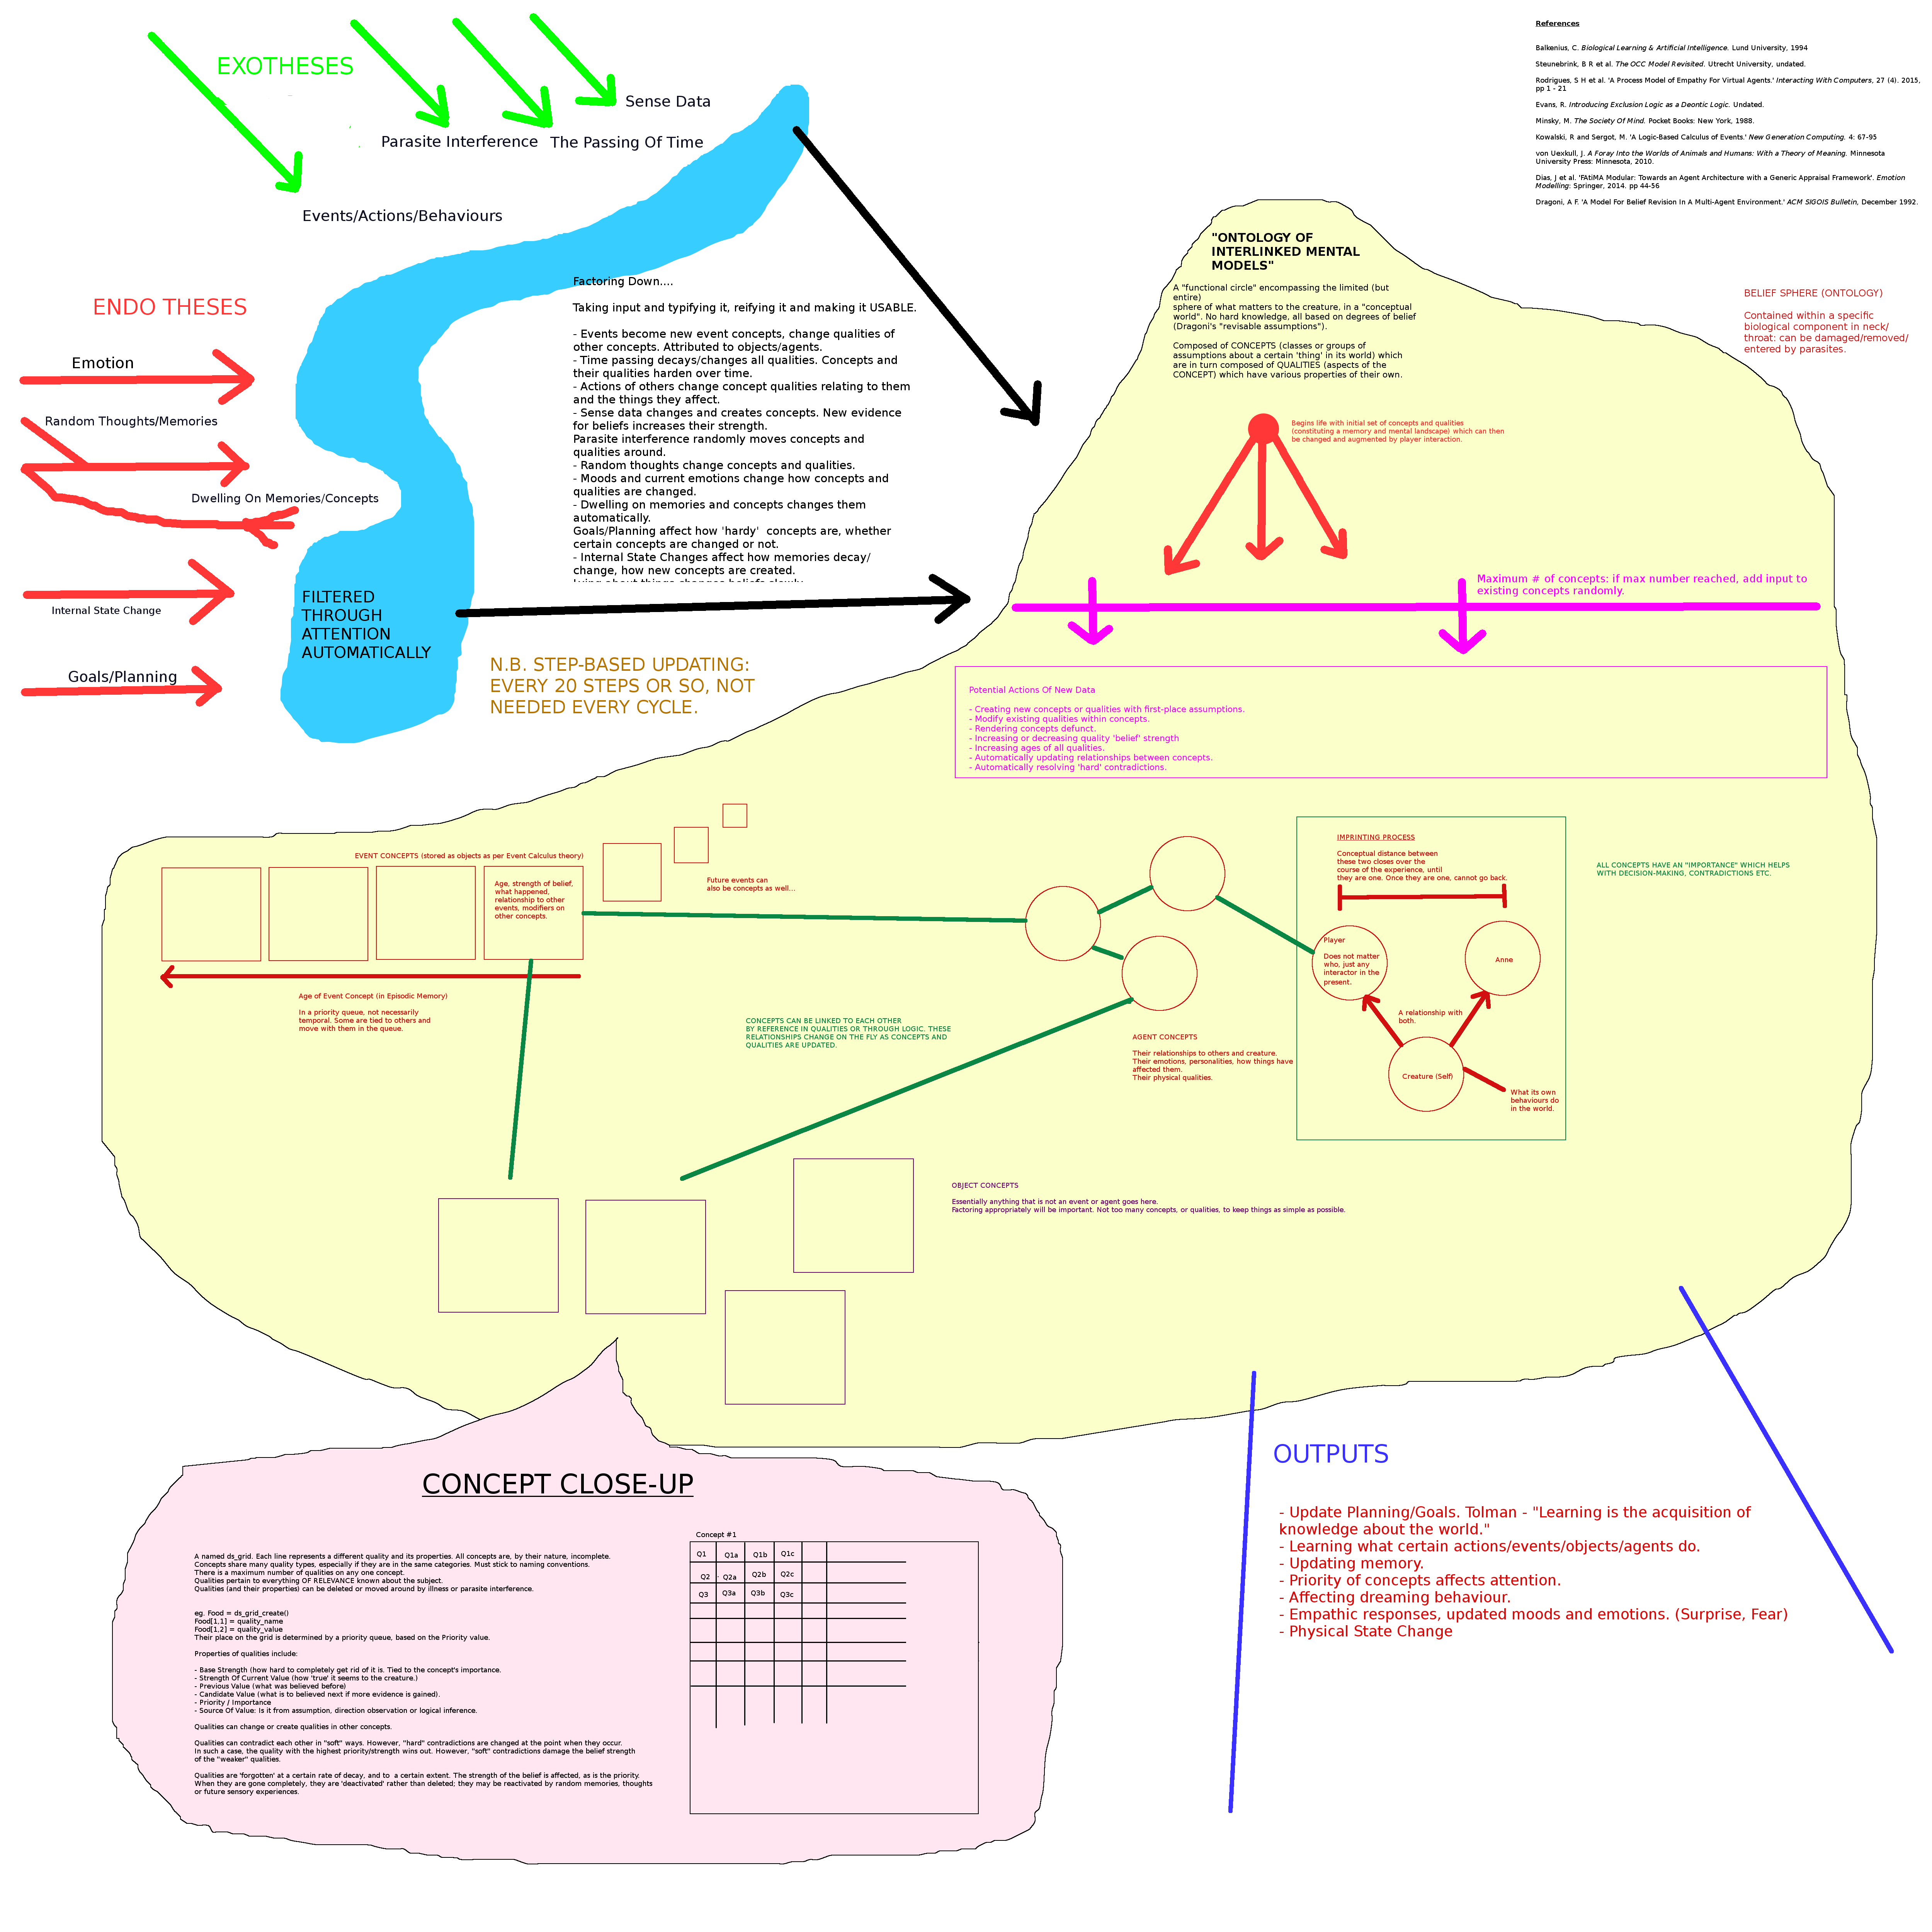 EXOTHESES
Sense Data
Parasite Interference
The Passing Of Time
Events/Actions/Behaviours
References
Balkenius, C. Biological Learning & Artificial Intelligence. Lund University, 1994
Steunebrink, B R et al. The OCC Model Revisited. Utrecht University, undated.
Rodrigues, S H et al. 'A Process Model of Empathy For Virtual Agents.' Interacting With Computers, 27 (4). 2015,
pp 1 - 21
Evans, R. Introducing Exclusion Logic as a Deontic Logic. Undated.
Minsky, M. The Society Of Mind. Pocket Books: New York, 1988.
Kowalski, R and Sergot, M. 'A Logic-Based Calculus of Events.' New Generation Computing. 4: 67-95
von Uexkull, J. A Foray Into the Worlds of Animals and Humans: With a Theory of Meaning. Minnesota
University Press: Minnesota, 2010.
Dias, J et al. 'FAtiMA Modular: Towards an Agent Architecture with a Generic Appraisal Framework'. Emotion
Modelling: Springer, 2014. pp 44-56
Dragoni, A F. 'A Model For Belief Revision In A Multi-Agent Environment.' ACM SIGOIS Bulletin, December 1992.
ENDO THESES
Emotion
Random Thoughts/Memories
Dwelling On Memories/Concepts
Internal State Change
Goals/Planning
FILTERED
THROUGH
ATTENTION
AUTOMATICALLY
Factoring Down....
Taking input and typifying it, reifying it and making it USABLE.
- Events become new event concepts, change qualities of
other concepts. Attributed to objects/agents.
- Time passing decays/changes all qualities. Concepts and
their qualities harden over time.
- Actions of others change concept qualities relating to them
and the things they affect.
- Sense data changes and creates concepts. New evidence
for beliefs increases their strength.
Parasite interference randomly moves concepts and
qualities around.
- Random thoughts change concepts and qualities.
- Moods and current emotions change how concepts and
qualities are changed.
- Dwelling on memories and concepts changes them
automatically.
Goals/Planning affect how 'hardy' concepts are, whether
certain concepts are changed or not.
- Internal State Changes affect how memories decay/
change, how new concepts are created.
Lying about things changes beliefs slowly
N.B. STEP-BASED UPDATING:
EVERY 20 STEPS OR SO, NOT
NEEDED EVERY CYCLE.
"ONTOLOGY OF
INTERLINKED MENTAL
MODELS"
A "functional circle" encompassing the limited (but
entire)
sphere of what matters to the creature, in a "conceptual
world". No hard knowledge, all based on degrees of belief
(Dragoni's "revisable assumptions").
Composed of CONCEPTS (classes or groups of
assumptions about a certain 'thing' in its world) which
are in turn composed of QUALITIES (aspects of the
CONCEPT) which have various properties of their own.
BELIEF SPHERE (ONTOLOGY)
Contained within a specific
biological component in neck/
throat: can be damaged/removed/
entered by parasites.
Begins life with initial set of concepts and qualities
(constituting a memory and mental landscape) which can then
be changed and augmented by player interaction.
Maximum # of concepts: if max number reached, add input to
existing concepts randomly.
Potential Actions Of New Data
- Creating new concepts or qualities with first-place assumptions.
- Modify existing qualities within concepts.
- Rendering concepts defunct.
- Increasing or decreasing quality 'belief' strength
- Increasing ages of all qualities.
- Automatically updating relationships between concepts.
- Automatically resolving 'hard' contradictions.
EVENT CONCEPTS (stored as objects as per Event Calculus theory)
Age, strength of belief,
what happened,
relationship to other
events, modifiers on
other concepts.
Future events can
also be concepts as well...
Age of Event Concept (in Episodic Memory)
In a priority queue, not necessarily
temporal. Some are tied to others and
move with them in the queue.
CONCEPTS CAN BE LINKED TO EACH OTHER
BY REFERENCE IN QUALITIES OR THROUGH LOGIC. THESE
RELATIONSHIPS CHANGE ON THE FLY AS CONCEPTS AND
QUALITIES ARE UPDATED.
AGENT CONCEPTS
Their relationships to others and creature.
Their emotions, personalities, how things have
affected them.
Their physical qualities.
IMPRINTING PROCESS
Conceptual distance between
these two closes over the
course of the experience, until
they are one. Once they are one, cannot go back.
Player
Does not matter
who, just any
interactor in the
present.
Anne
A relationship with
both.
Creature (Self)
What its own
behaviours do
in the world.
ALL CONCEPTS HAVE AN "IMPORTANCE" WHICH HELPS
WITH DECISION-MAKING, CONTRADICTIONS ETC.
OBJECT CONCEPTS
Essentially anything that is not an event or agent goes here.
Factoring appropriately will be important. Not too many concepts, or qualities, to keep things as simple as possible.
CONCEPT CLOSE-UP
A named ds_grid. Each line represents a different quality and its properties. All concepts are, by their nature, incomplete.
Concepts share many quality types, especially if they are in the same categories. Must stick to naming conventions.
There is a maximum number of qualities on any one concept.
Qualities pertain to everything OF RELEVANCE known about the subject.
Qualities (and their properties) can be deleted or moved around by illness or parasite interference.
eg. Food = ds_grid_create()
Food[1,1] = quality_name
Food[1,2] = quality_value
Their place on the grid is determined by a priority queue, based on the Priority value.
Properties of qualities include:
- Base Strength (how hard to completely get rid of it is. Tied to the concept's importance.
- Strength Of Current Value (how 'true' it seems to the creature.)
- Previous Value (what was believed before)
- Candidate Value (what is to believed next if more evidence is gained).
- Priority / Importance
- Source Of Value: Is it from assumption, direction observation or logical inference.
Qualities can change or create qualities in other concepts.
Qualities can contradict each other in "soft" ways. However, "hard" contradictions are changed at the point when they occur.
In such a case, the quality with the highest priority/strength wins out. However, "soft" contradictions damage the belief strength
of the "weaker" qualities.
Qualities are 'forgotten' at a certain rate of decay, and to a certain extent. The strength of the belief is affected, as is the priority.
When they are gone completely, they are 'deactivated' rather than deleted; they may be reactivated by random memories, thoughts
or future sensory experiences.
Concept #1
Q1 Q1a Q1b Q1c
Q2 Q2a Q2b Q2c
Q3 Q3a Q3b Q3c
OUTPUTS
- Update Planning/Goals. Tolman - "Learning is the acquisition of
knowledge about the world."
- Learning what certain actions/events/objects/agents do.
- Updating memory.
- Priority of concepts affects attention.
- Affecting dreaming behaviour.
- Empathic responses, updated moods and emotions. (Surprise, Fear)
- Physical State Change